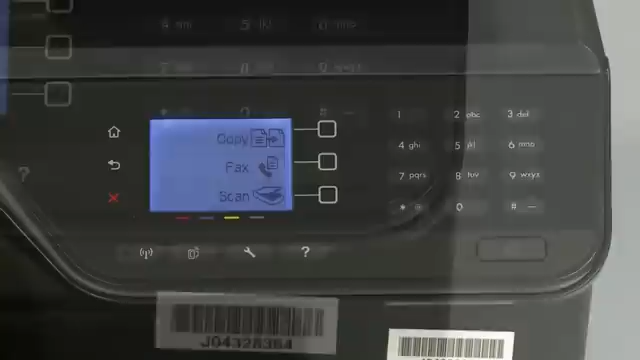 1 2 abc 3 def
Copy
4 ghi 5 jkl 6 mno
Fax
7 pqrs 8 tuv 9 wxyz
?
Scan
* @ 0 # —
?
J04328384